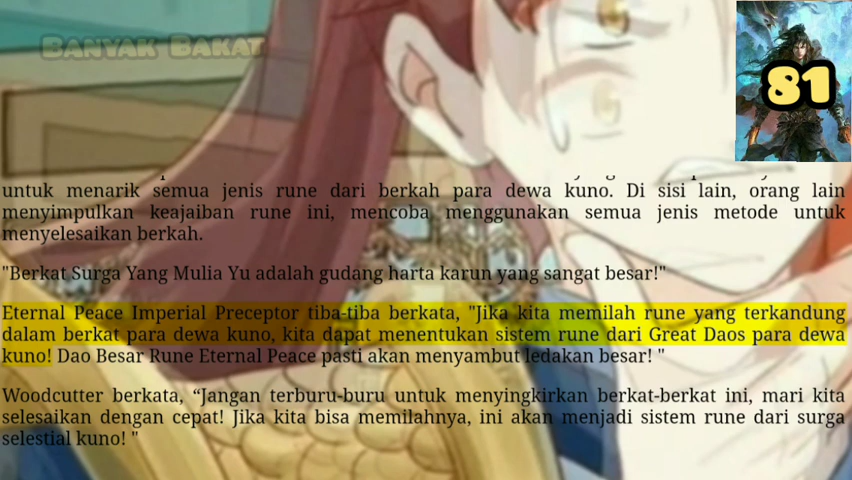 BANYAK BAKAT
81
untuk menarik semua jenis rune dari berkah para dewa kuno. Di sisi lain, orang lain
menyimpulkan keajaiban rune ini, mencoba menggunakan semua jenis metode untuk
menyelesaikan berkah.
"Berkat Surga Yang Mulia Yu adalah gudang harta karun yang sangat besar!"
Eternal Peace Imperial Preceptor tiba-tiba berkata, "Jika kita memilah rune yang terkandung
dalam berkat para dewa kuno, kita dapat menentukan sistem rune dari Great Daos para dewa
kuno! Dao Besar Rune Eternal Peace pasti akan menyambut ledakan besar! "
Woodcutter berkata, “Jangan terburu-buru untuk menyingkirkan berkat-berkat ini, mari kita
selesaikan dengan cepat! Jika kita bisa memilahnya, ini akan menjadi sistem rune dari surga
selestial kuno! "